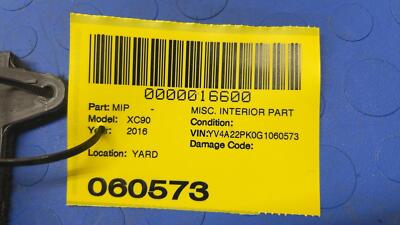 0000016600
Part: MIP - MISC. INTERIOR PART
Model: XC90 Condition:
Year: 2016 VIN:YV4A22PK0G1060573
Damage Code:
Location: YARD
060573